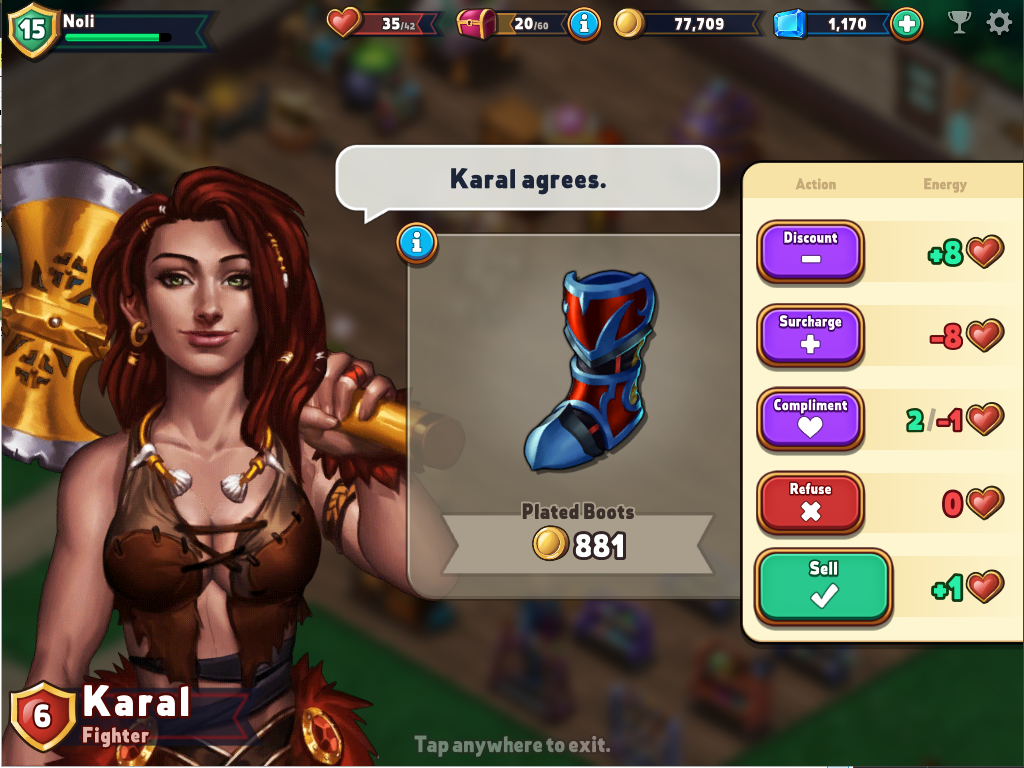 15
Noli
35/42
20/60
i
77,709
1,170
Karal agrees.
i
Action Energy
Discount
+8
Surcharge
-8
Compliment
2/-1
Refuse
0
Sell
+1
Plated Boots
881
6
Karal
Fighter
Tap anywhere to exit.